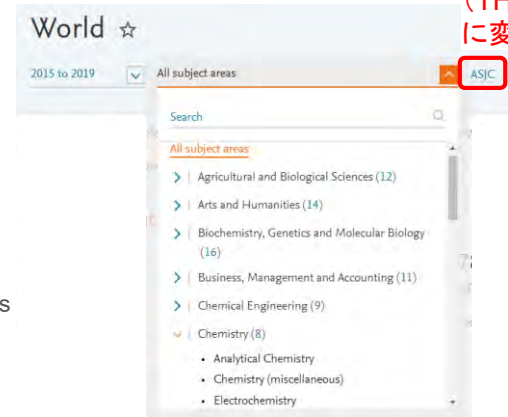 (TH
に変
World ☆
2015 to 2019 All subject areas ASJC
Search
All subject areas
Agricultural and Biological Sciences (12)
Arts and Humanities (14)
Biochemistry, Genetics and Molecular Biology
(16)
Business, Management and Accounting (11)
Chemical Engineering (9)
s
Chemistry (8)
• Analytical Chemistry
• Chemistry (miscellaneous)
• Electrochemistry